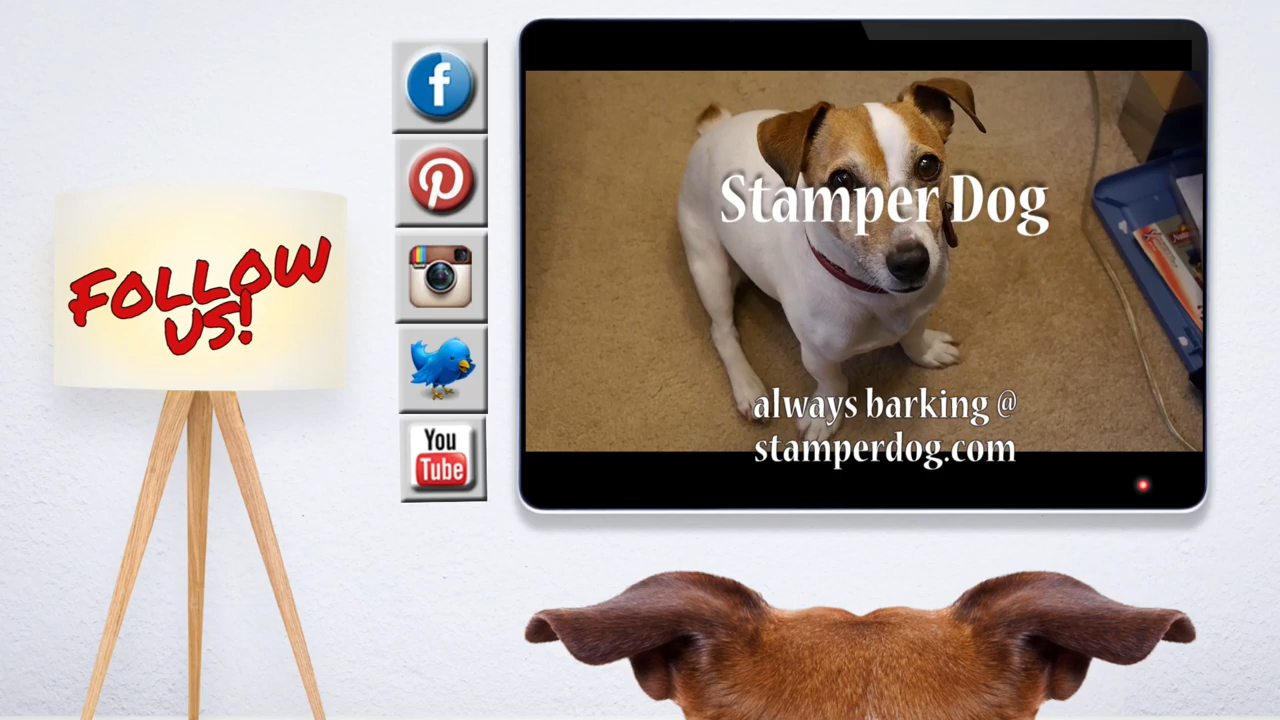 FOLLOW
US!
f
P
You
Tube
Stamper Dog
always barking @
stamperdog.com